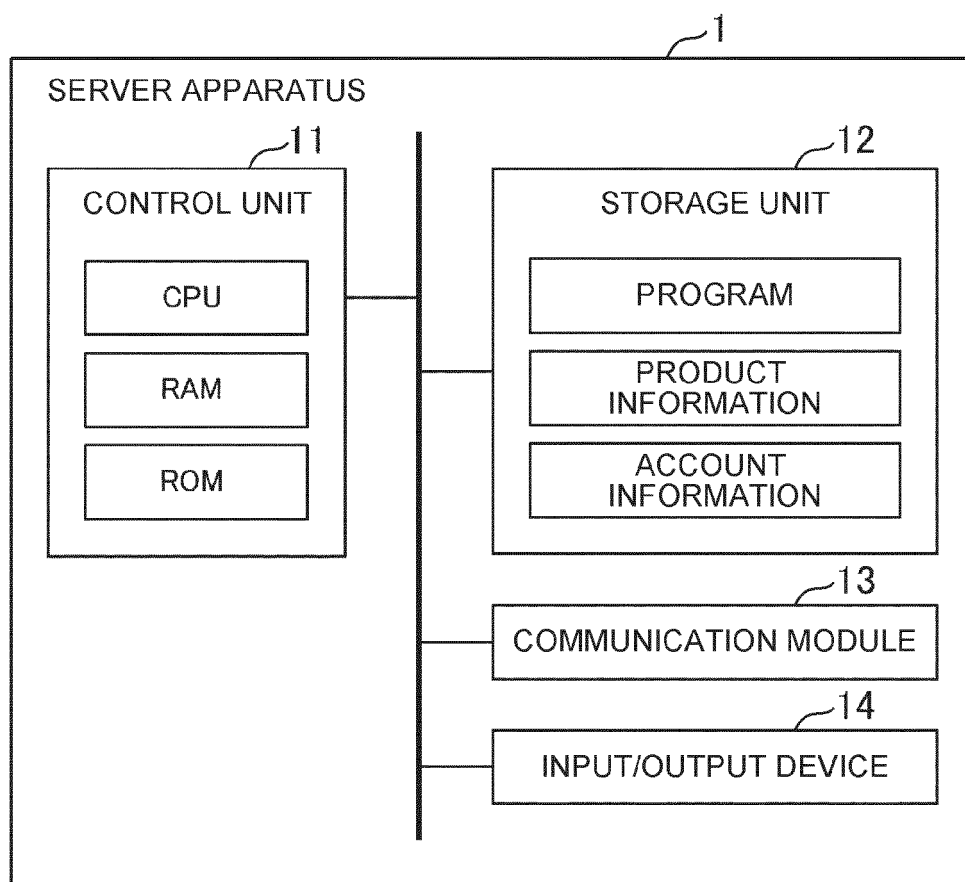 1
SERVER APPARATUS
11
CONTROL UNIT
CPU
RAM
ROM
12
STORAGE UNIT
PROGRAM
PRODUCT
INFORMATION
ACCOUNT
INFORMATION
13
COMMUNICATION MODULE
14
INPUT/OUTPUT DEVICE